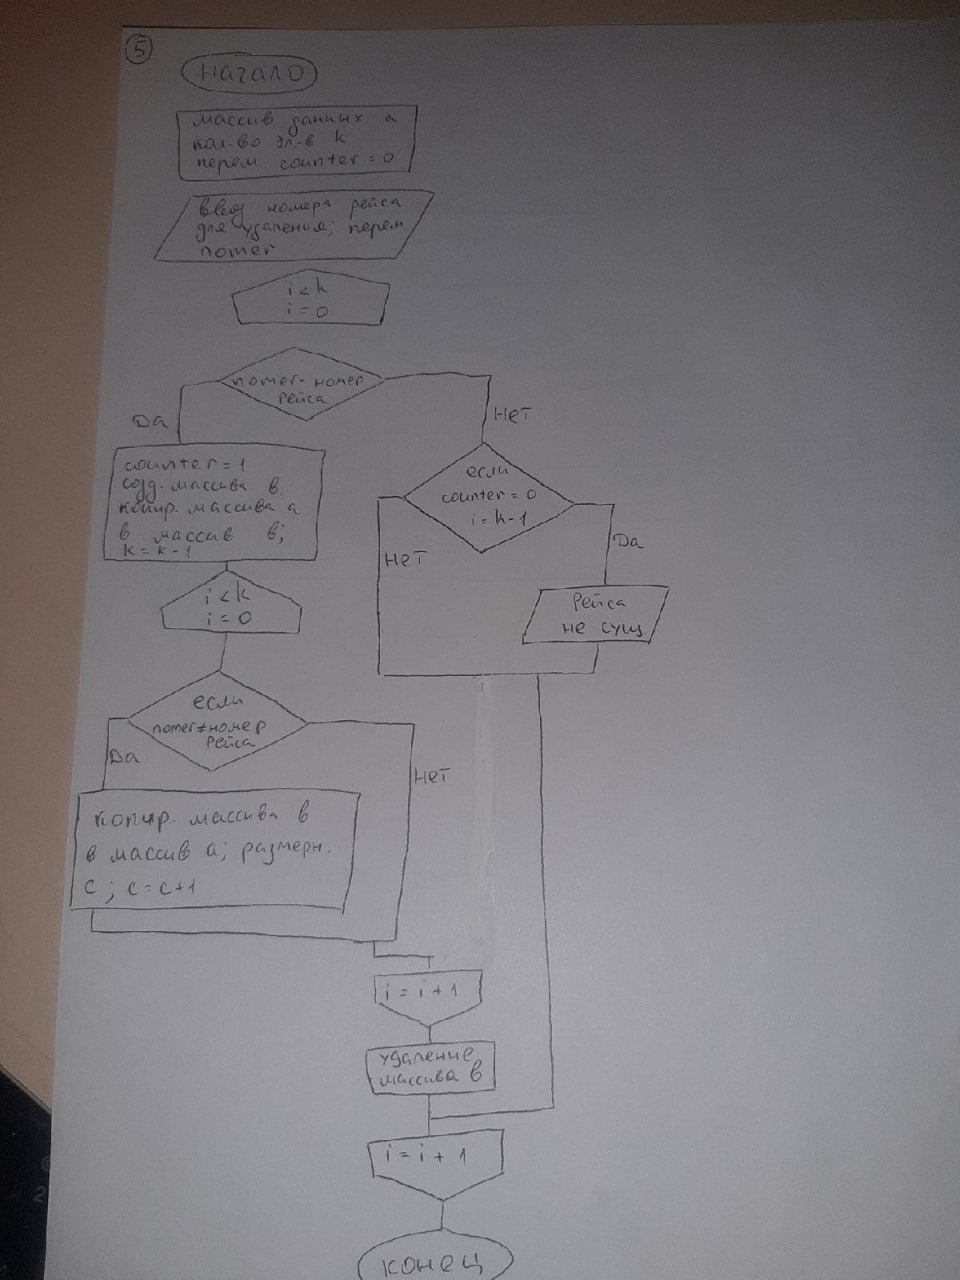 5
начало
массив данных а
кол-во эл-в k
перем counter = 0
ввод номера рейса
для удаления; перем
nomer
i < k
i = 0
nomer = номер
рейса
Да
Нет
counter = 1
созд. массива в.
копир. массива а
в массив в;
k = k - 1
если
counter = 0
i = k - 1
Нет
Да
Рейса
не сущ
i < k
i = 0
если
nomer ≠ номер
Рейса
Да
Нет
копир. массива в
в массив а; размерн.
с; с = с + 1
i = i + 1
удаление
массива в
i = i + 1
конец
2